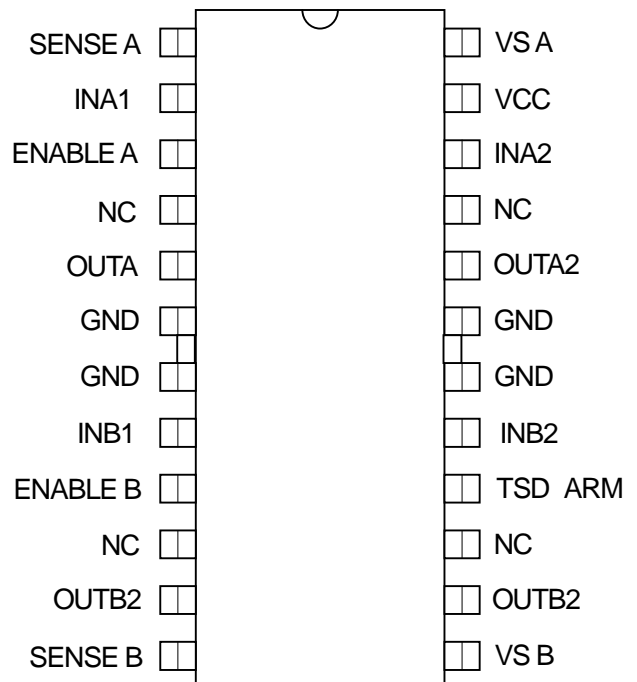 SENSE A VS A
INA1 VCC
ENABLE A INA2
NC NC
OUTA OUTA2
GND GND
GND GND
INB1 INB2
ENABLE B TSD ARM
NC NC
OUTB2 OUTB2
SENSE B VS B